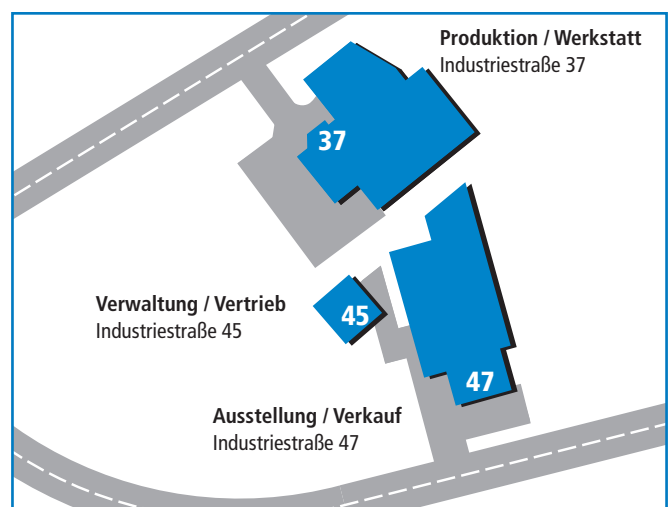 Produktion / Werkstatt
Industriestraße 37
37
Verwaltung / Vertrieb
Industriestraße 45
45
47
Ausstellung / Verkauf
Industriestraße 47